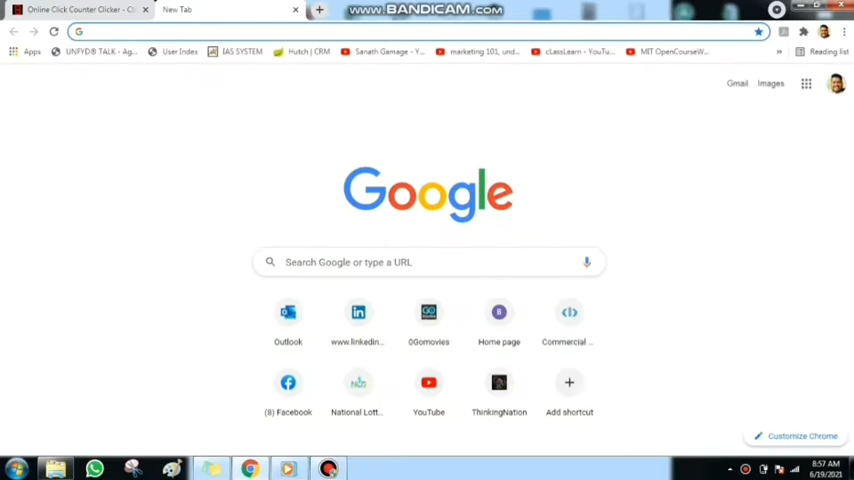 Online Click Counter Clicker - Cl
New Tab
www.BANDICAM.com
G
Apps
UNFYD® TALK - Ag...
User Index
IAS SYSTEM
Hutch | CRM
Sanath Gamage - Y...
marketing 101, und...
cLassLearn - YouTu...
MIT OpenCourseW...
»
Reading list
Gmail
Images
Google
Search Google or type a URL
Outlook
www.linkedin...
0Gomovies
Home page
Commercial ...
(8) Facebook
National Lott...
YouTube
ThinkingNation
Add shortcut
Customize Chrome
8:57 AM
6/19/2021